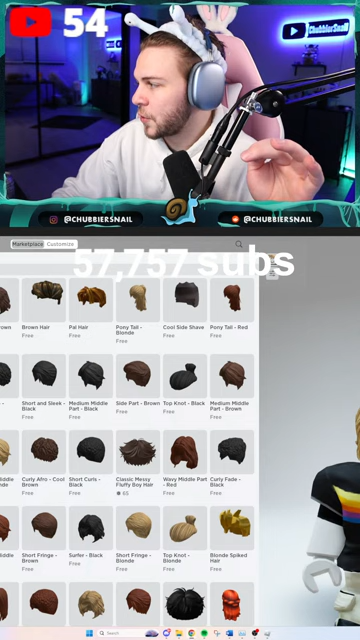 54
ChubbierSnail
@CHUBBIERSNAIL
@CHUBBIERSNAIL
Marketplace Customize
57,757 subs
Brown Hair
Pal Hair
Pony Tail - Blonde
Cool Side Shave
Pony Tail - Red
Free
Free
Free
Free
Free
Short and Sleek - Black
Medium Middle Part - Black
Side Part - Brown
Top Knot - Black
Medium Middle Part - Brown
Free
Free
Free
Free
Free
Curly Afro - Cool Brown
Short Curls - Black
Classic Messy Fluffy Boy Hair
Wavy Middle Part - Red
Curly Fade - Black
Free
Free
65
Free
Free
Short Fringe - Brown
Surfer - Black
Short Fringe - Blonde
Top Knot - Blonde
Blonde Spiked Hair
Free
Free
Free
Free
Free
Search